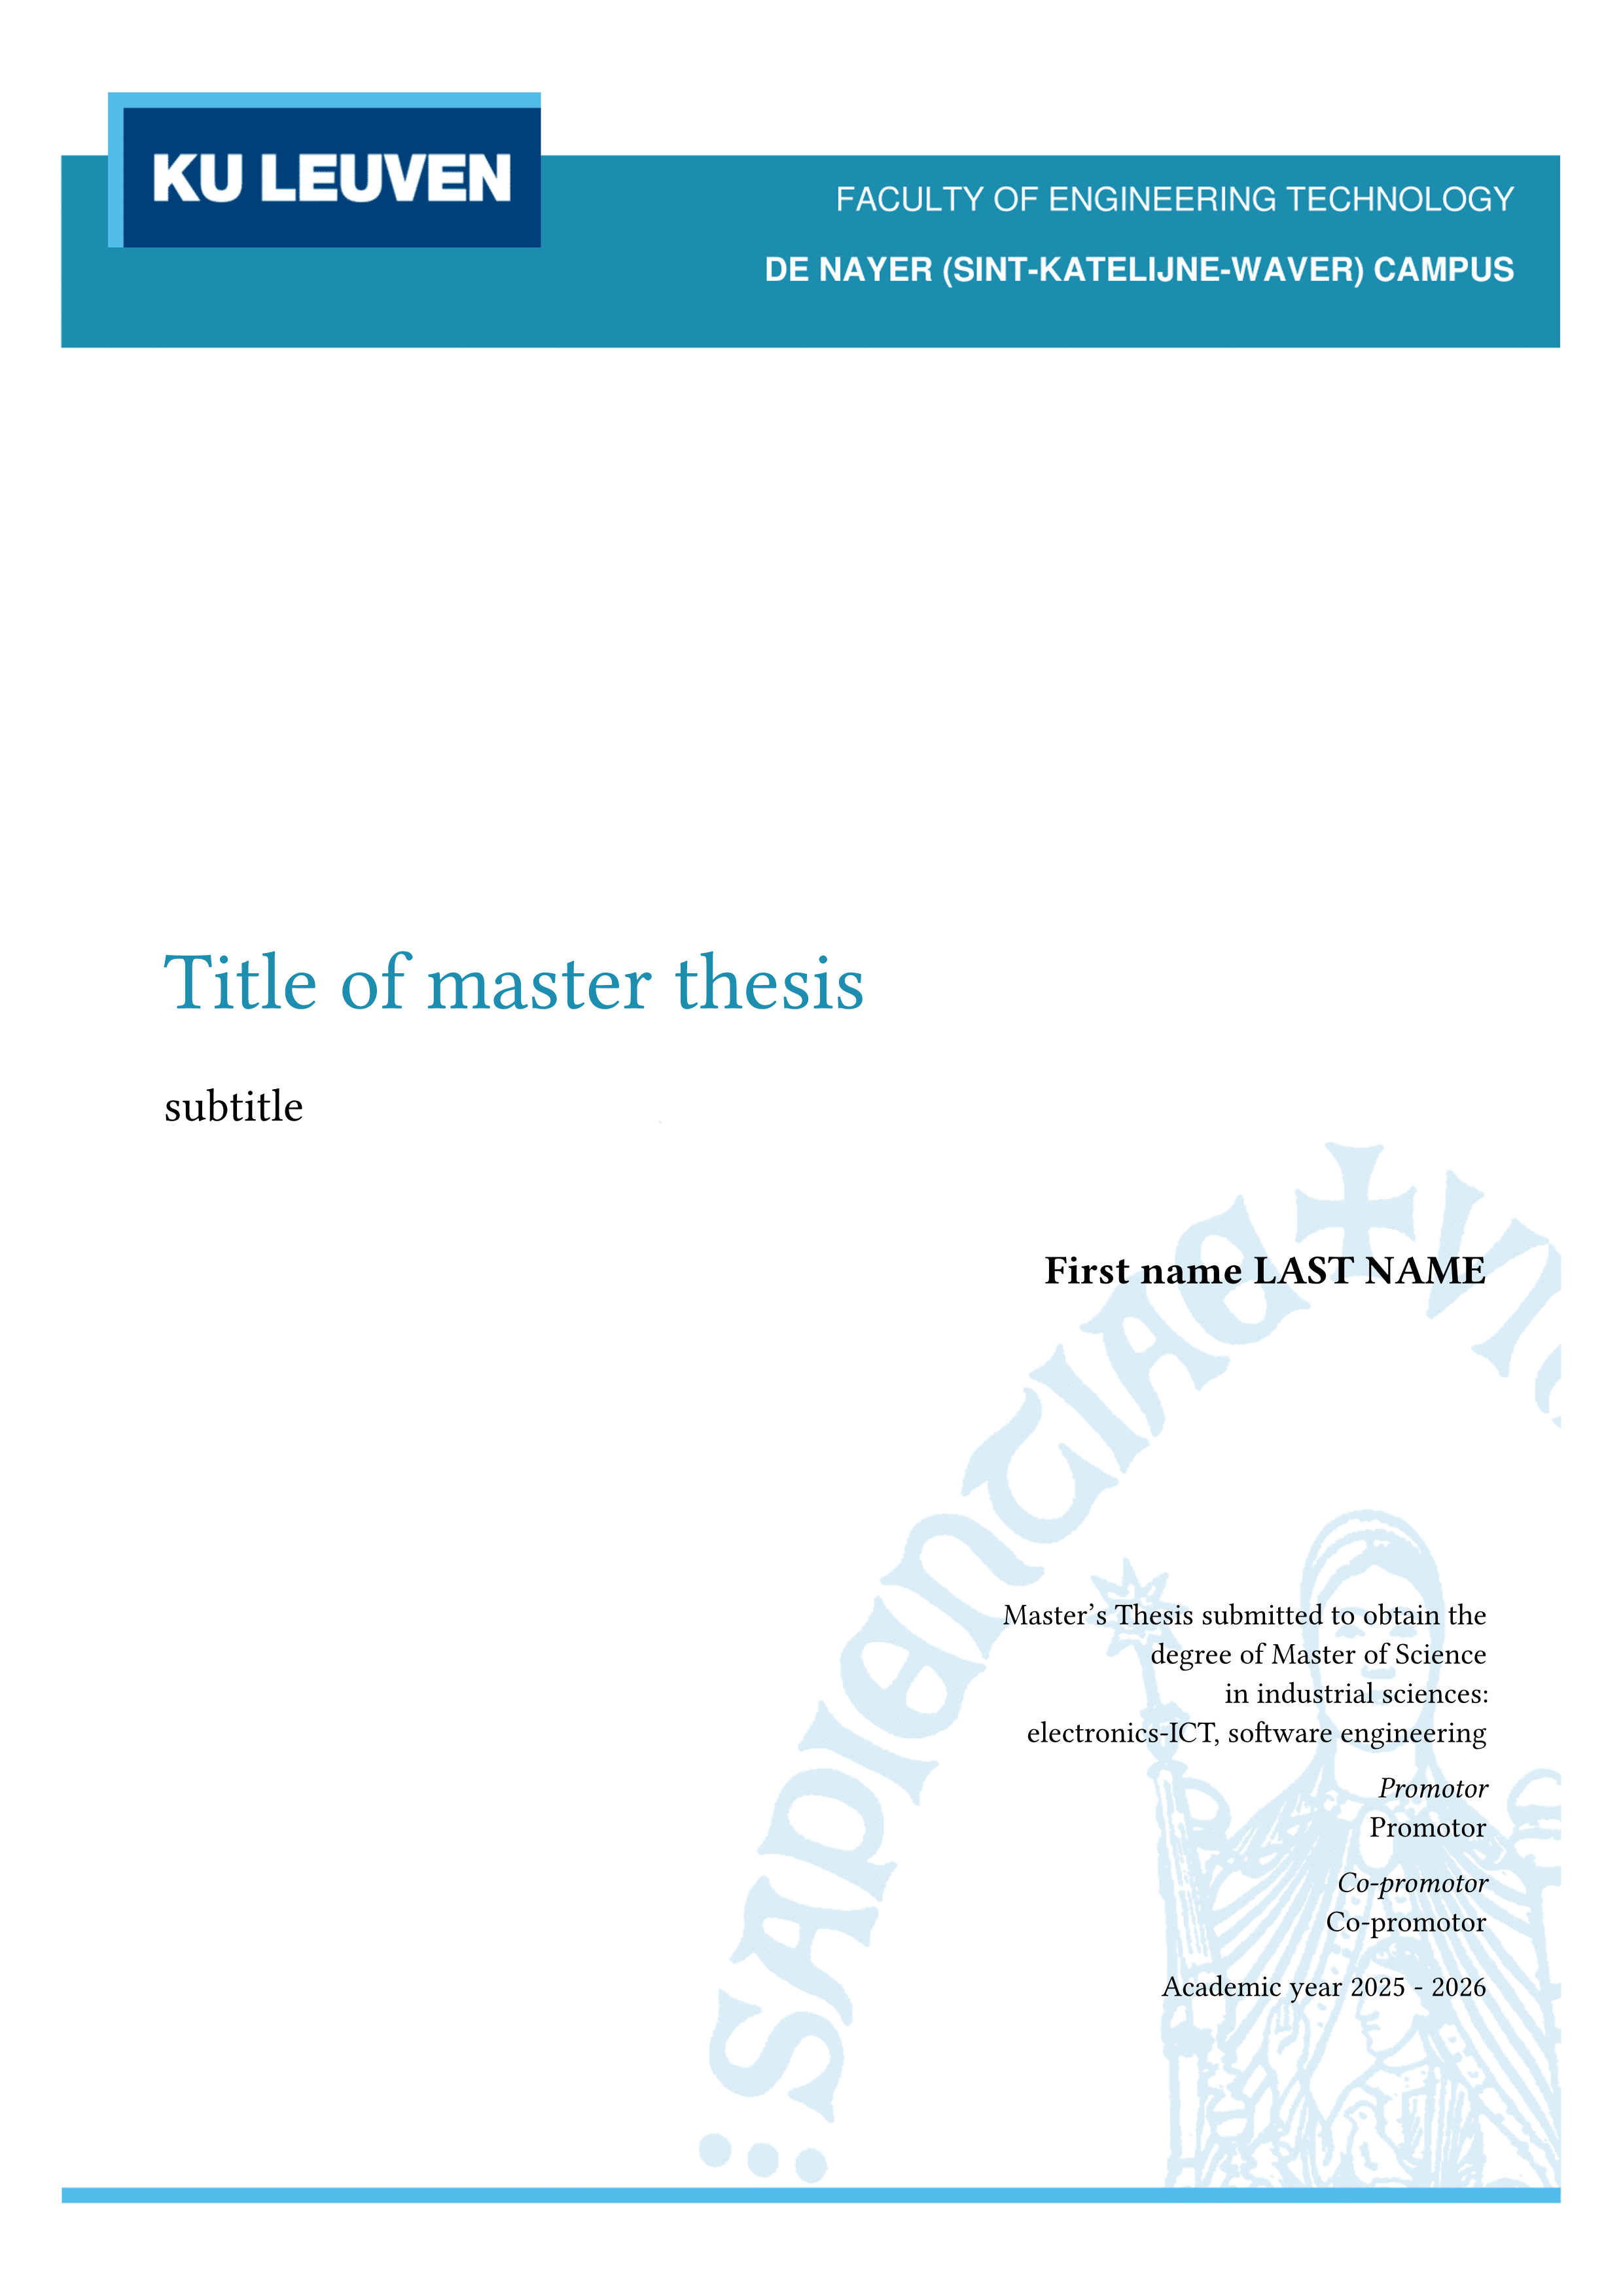 KU LEUVEN
FACULTY OF ENGINEERING TECHNOLOGY
DE NAYER (SINT-KATELIJNE-WAVER) CAMPUS
Title of master thesis
subtitle
First name LAST NAME
SAPIENTIAE
Master's Thesis submitted to obtain the
degree of Master of Science
in industrial sciences:
electronics-ICT, software engineering
Promotor
Promotor
Co-promotor
Co-promotor
Academic year 2025 - 2026